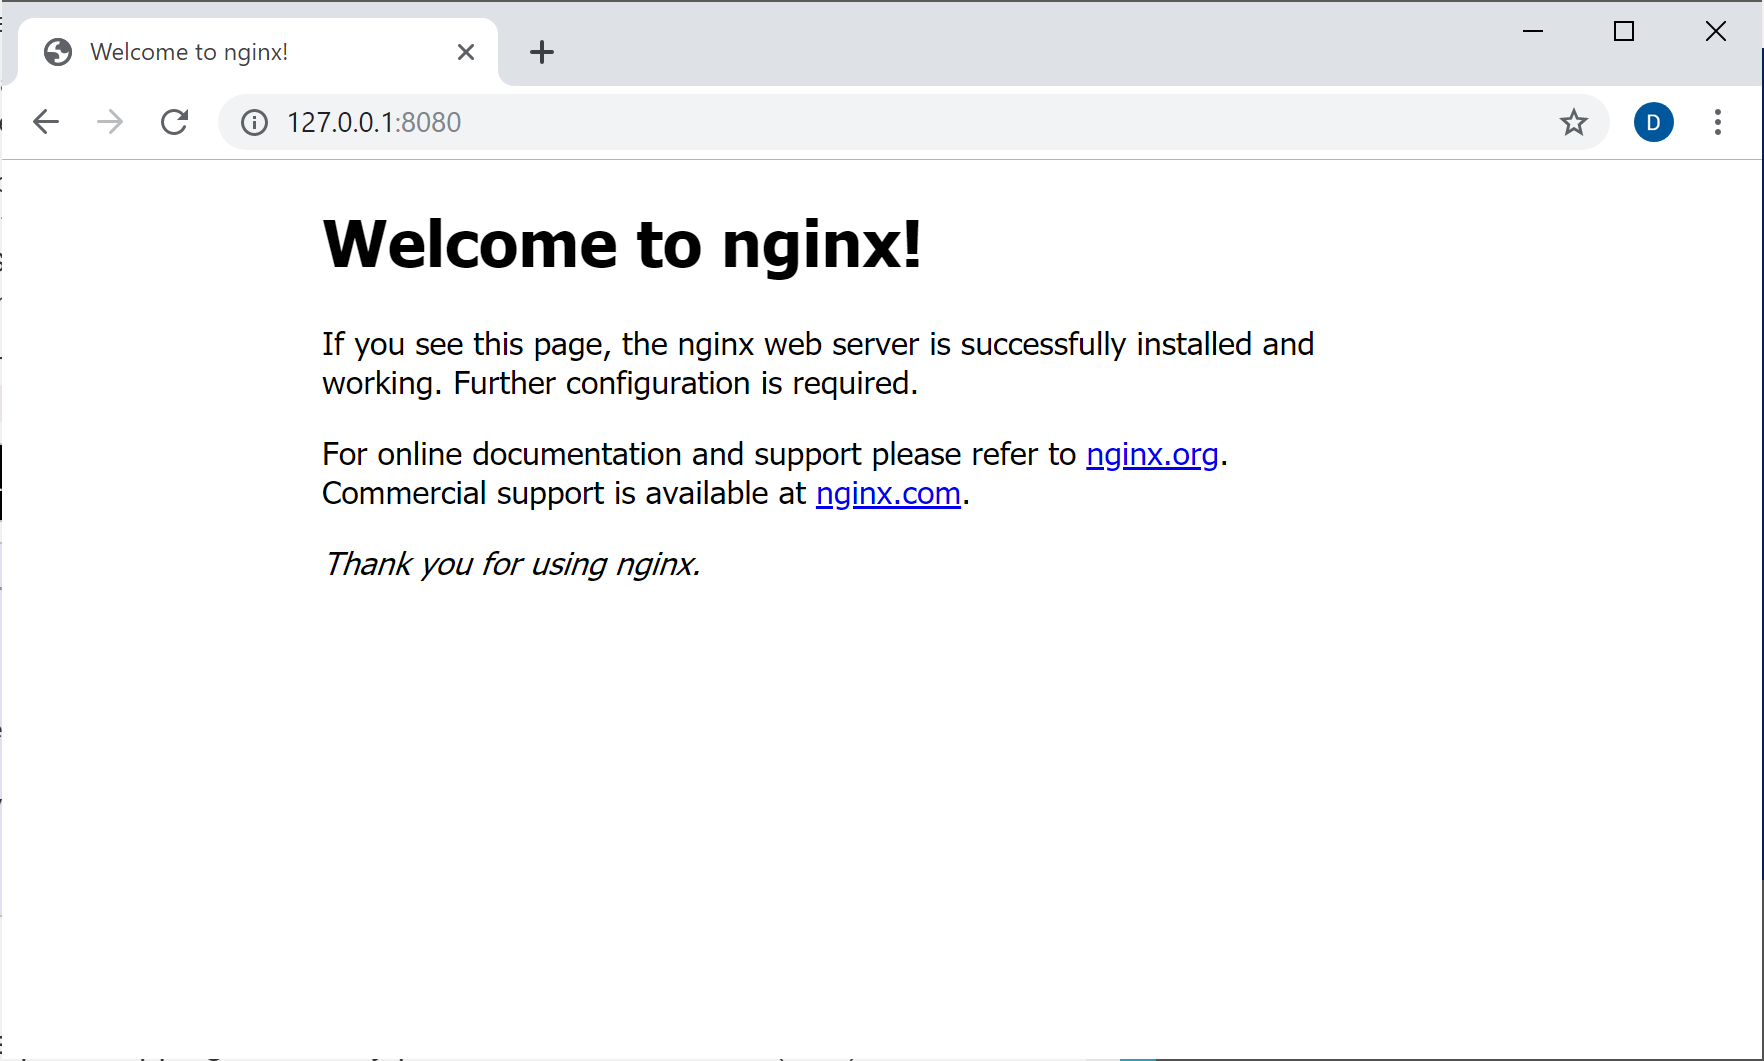 Welcome to nginx!
127.0.0.1:8080
D
Welcome to nginx!
If you see this page, the nginx web server is successfully installed and
working. Further configuration is required.
For online documentation and support please refer to nginx.org.
Commercial support is available at nginx.com.
Thank you for using nginx.